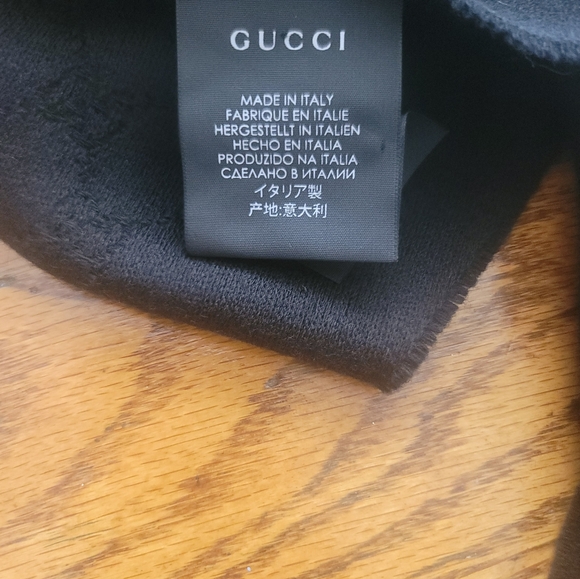 GUCCI
MADE IN ITALY
FABRIQUE EN ITALIE
HERGESTELLT IN ITALIEN
HECHO EN ITALIA
PRODUZIDO NA ITALIA
СДЕЛАНО В ИТАЛИИ
イタリア製
产地:意大利